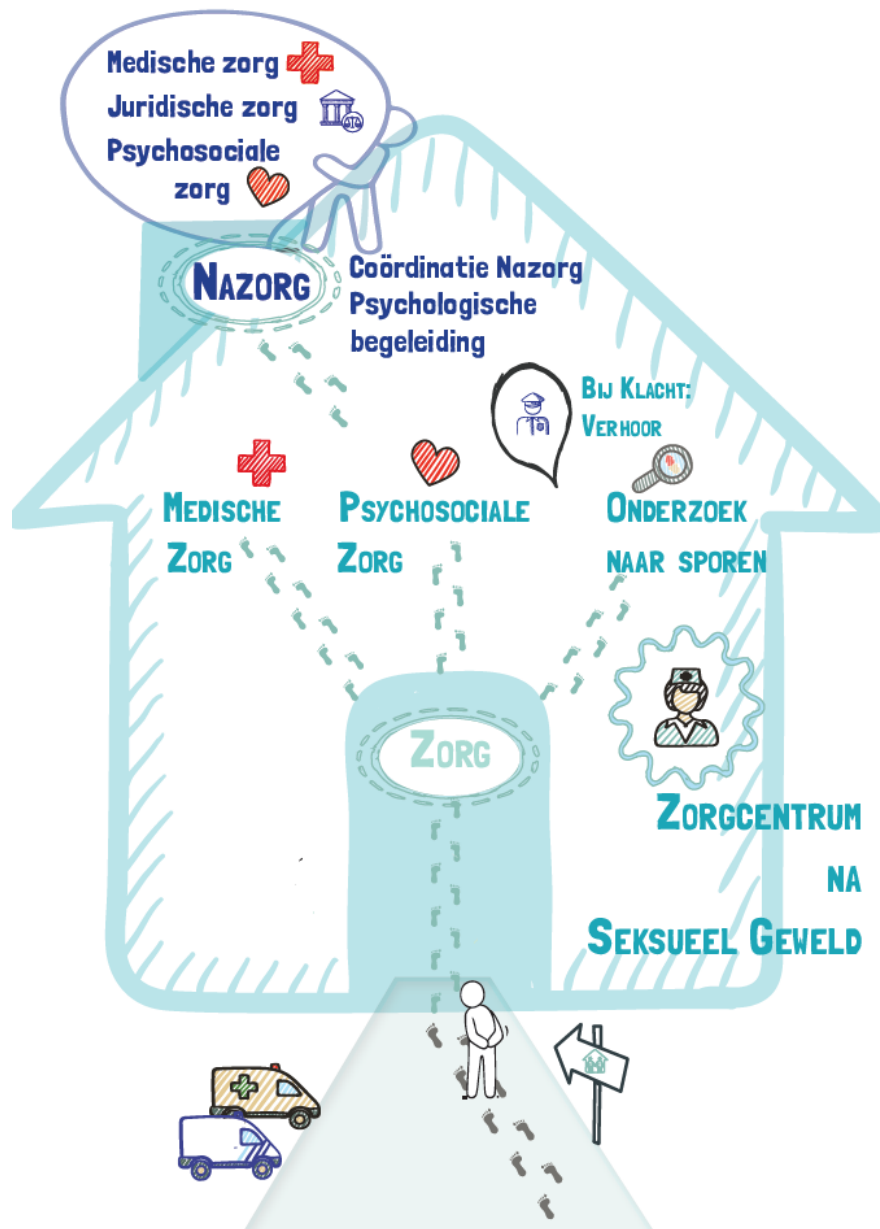 Medische zorg
Juridische zorg
Psychosociale
zorg
Nazorg
Coördinatie Nazorg
Psychologische
begeleiding
Bij Klacht:
Verhoor
Medische
Zorg
Psychosociale
Zorg
Onderzoek
naar sporen
Zorg
Zorgcentrum
na
Seksueel Geweld